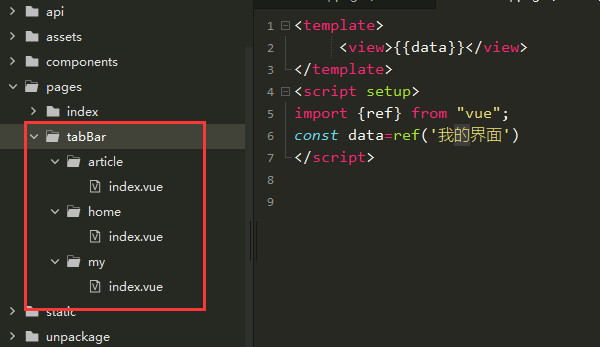 api
assets
components
pages
index
tabBar
article
index.vue
home
index.vue
my
index.vue
static
unpackage
1 <template>
2 <view>{{data}}</view>
3 </template>
4 <script setup>
5 import {ref} from "vue";
6 const data=ref('我的界面')
7 </script>
8
9